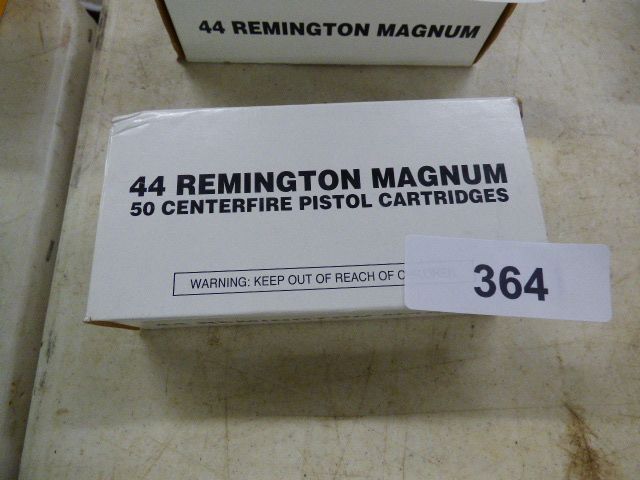 44 REMINGTON MAGNUM
44 REMINGTON MAGNUM
50 CENTERFIRE PISTOL CARTRIDGES
WARNING: KEEP OUT OF REACH OF
364